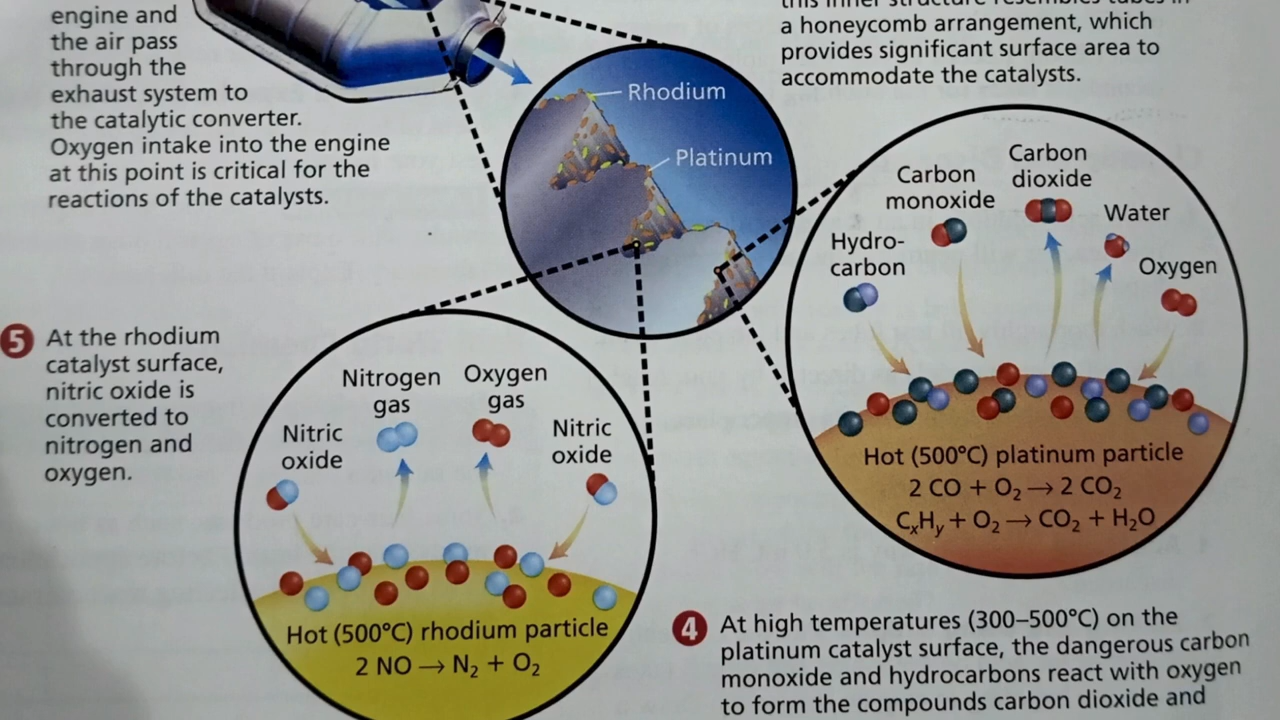 engine and
the air pass
through the
exhaust system to
the catalytic converter.
Oxygen intake into the engine
at this point is critical for the
reactions of the catalysts.
this inner structure resembles tubes in
a honeycomb arrangement, which
provides significant surface area to
accommodate the catalysts.
Rhodium
Platinum
Carbon
monoxide
Carbon
dioxide
Water
Hydro-
carbon
Oxygen
Hot (500°C) platinum particle
2 CO + O₂ → 2 CO₂
CₓHᵧ + O₂ → CO₂ + H₂O
5 At the rhodium
catalyst surface,
nitric oxide is
converted to
nitrogen and
oxygen.
Nitrogen
gas
Oxygen
gas
Nitric
oxide
Nitric
oxide
Hot (500°C) rhodium particle
2 NO → N₂ + O₂
4 At high temperatures (300–500°C) on the
platinum catalyst surface, the dangerous carbon
monoxide and hydrocarbons react with oxygen
to form the compounds carbon dioxide and